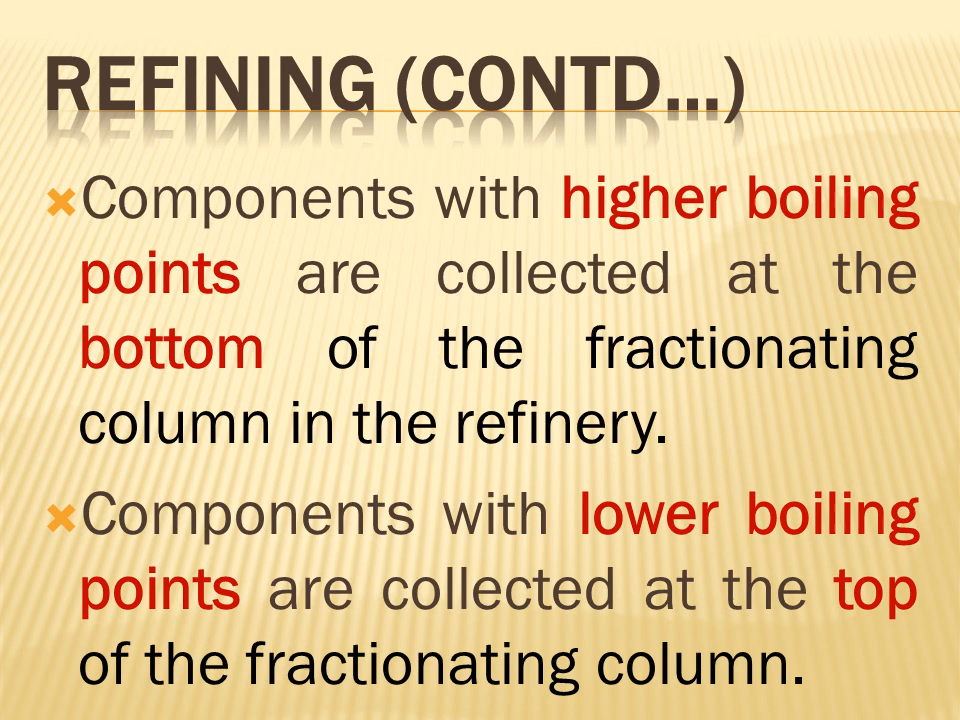 REFINING (CONTD...)
Components with higher boiling
points are collected at the
bottom of the fractionating
column in the refinery.
Components with lower boiling
points are collected at the top
of the fractionating column.